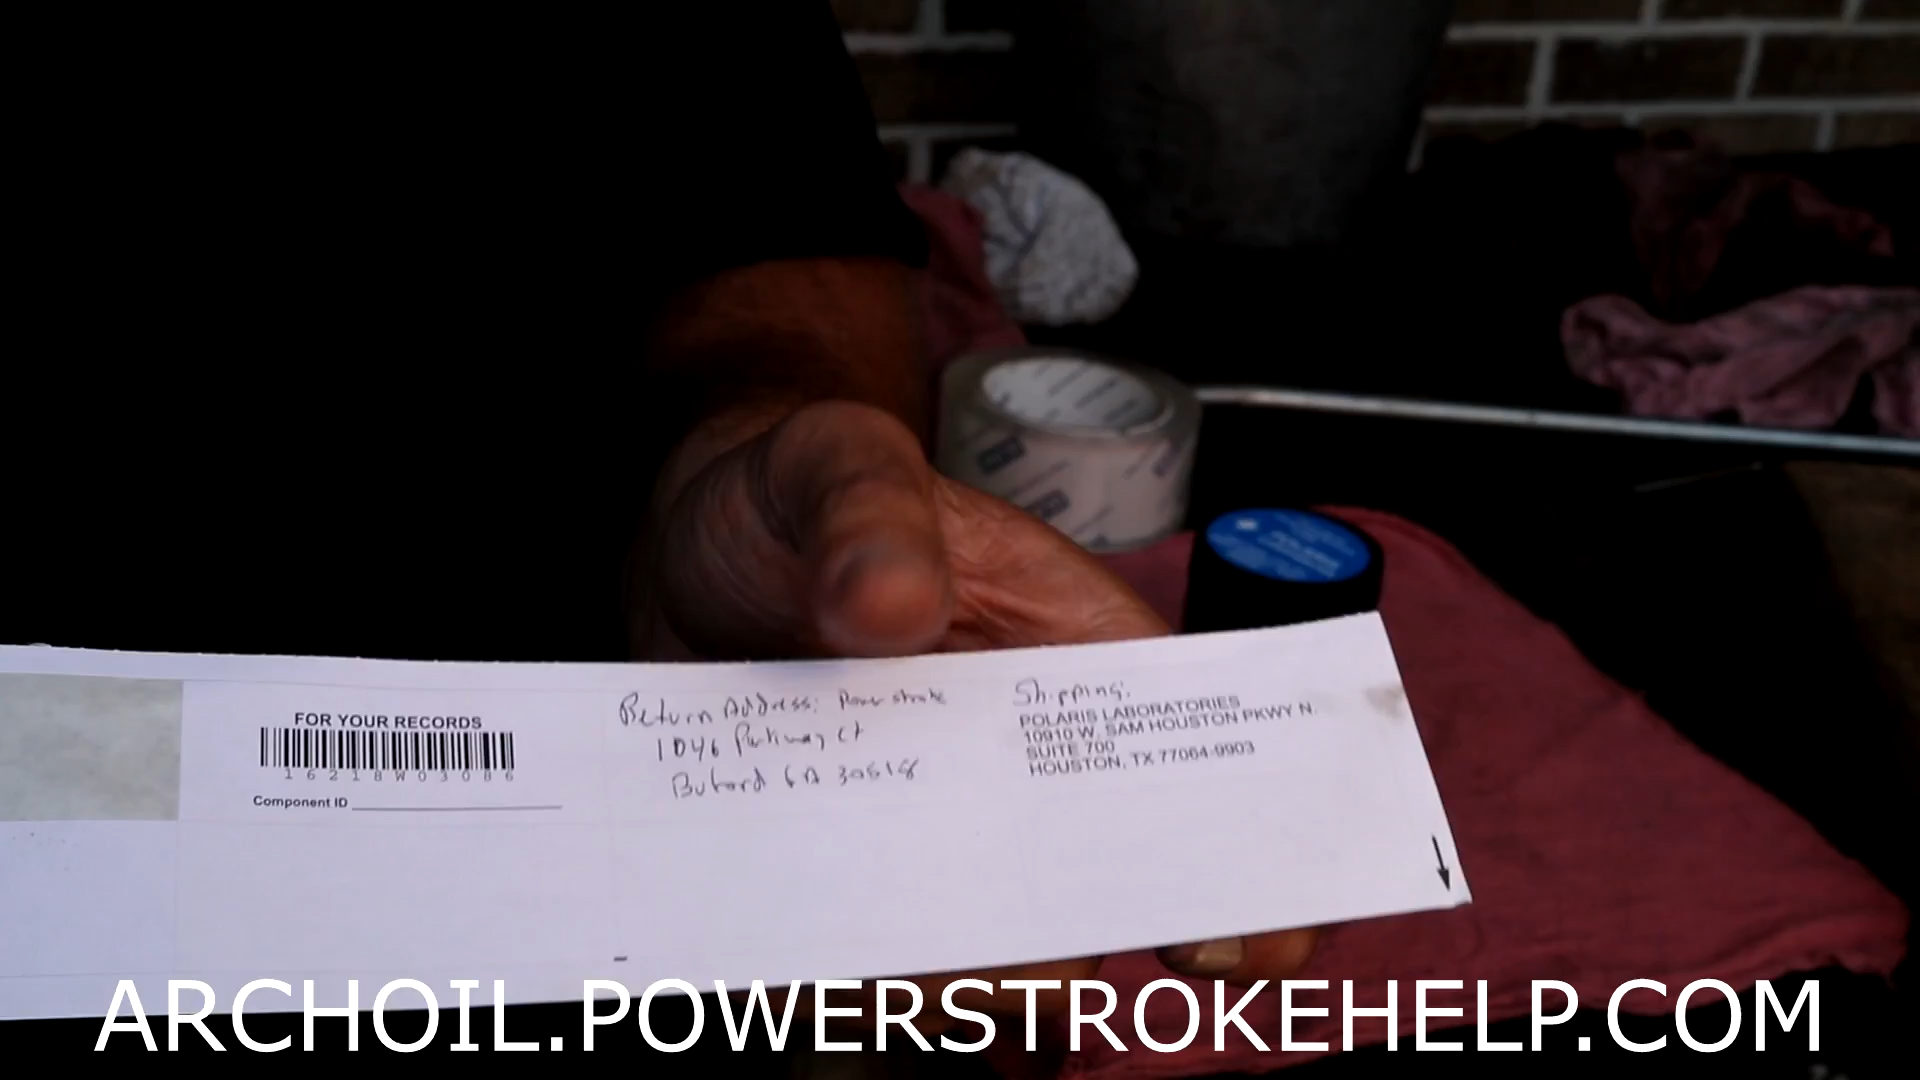 FOR YOUR RECORDS
16218W03086
Component ID
Return Address: Powerstroke
1046 Parkway ct
Buford GA 30518
Shipping:
POLARIS LABORATORIES
10910 W. SAM HOUSTON PKWY N.
SUITE 700
HOUSTON, TX 77064-9903
POLARIS
ARCHOIL.POWERSTROKEHELP.COM